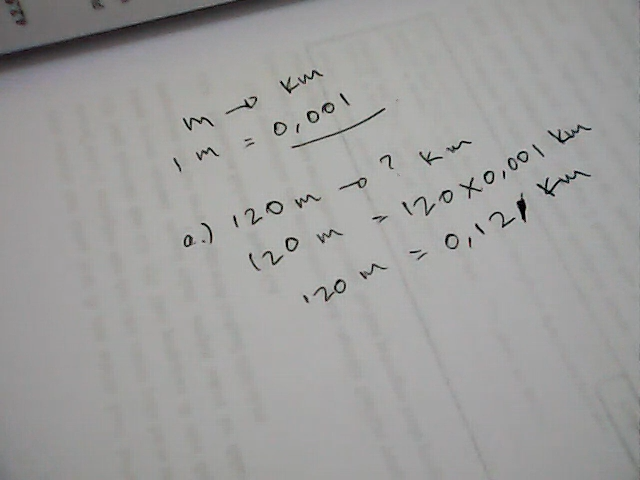 m → km
1 m = 0,001
a.) 120 m → ? km
120 m = 120 × 0,001 km
120 m = 0,12 km